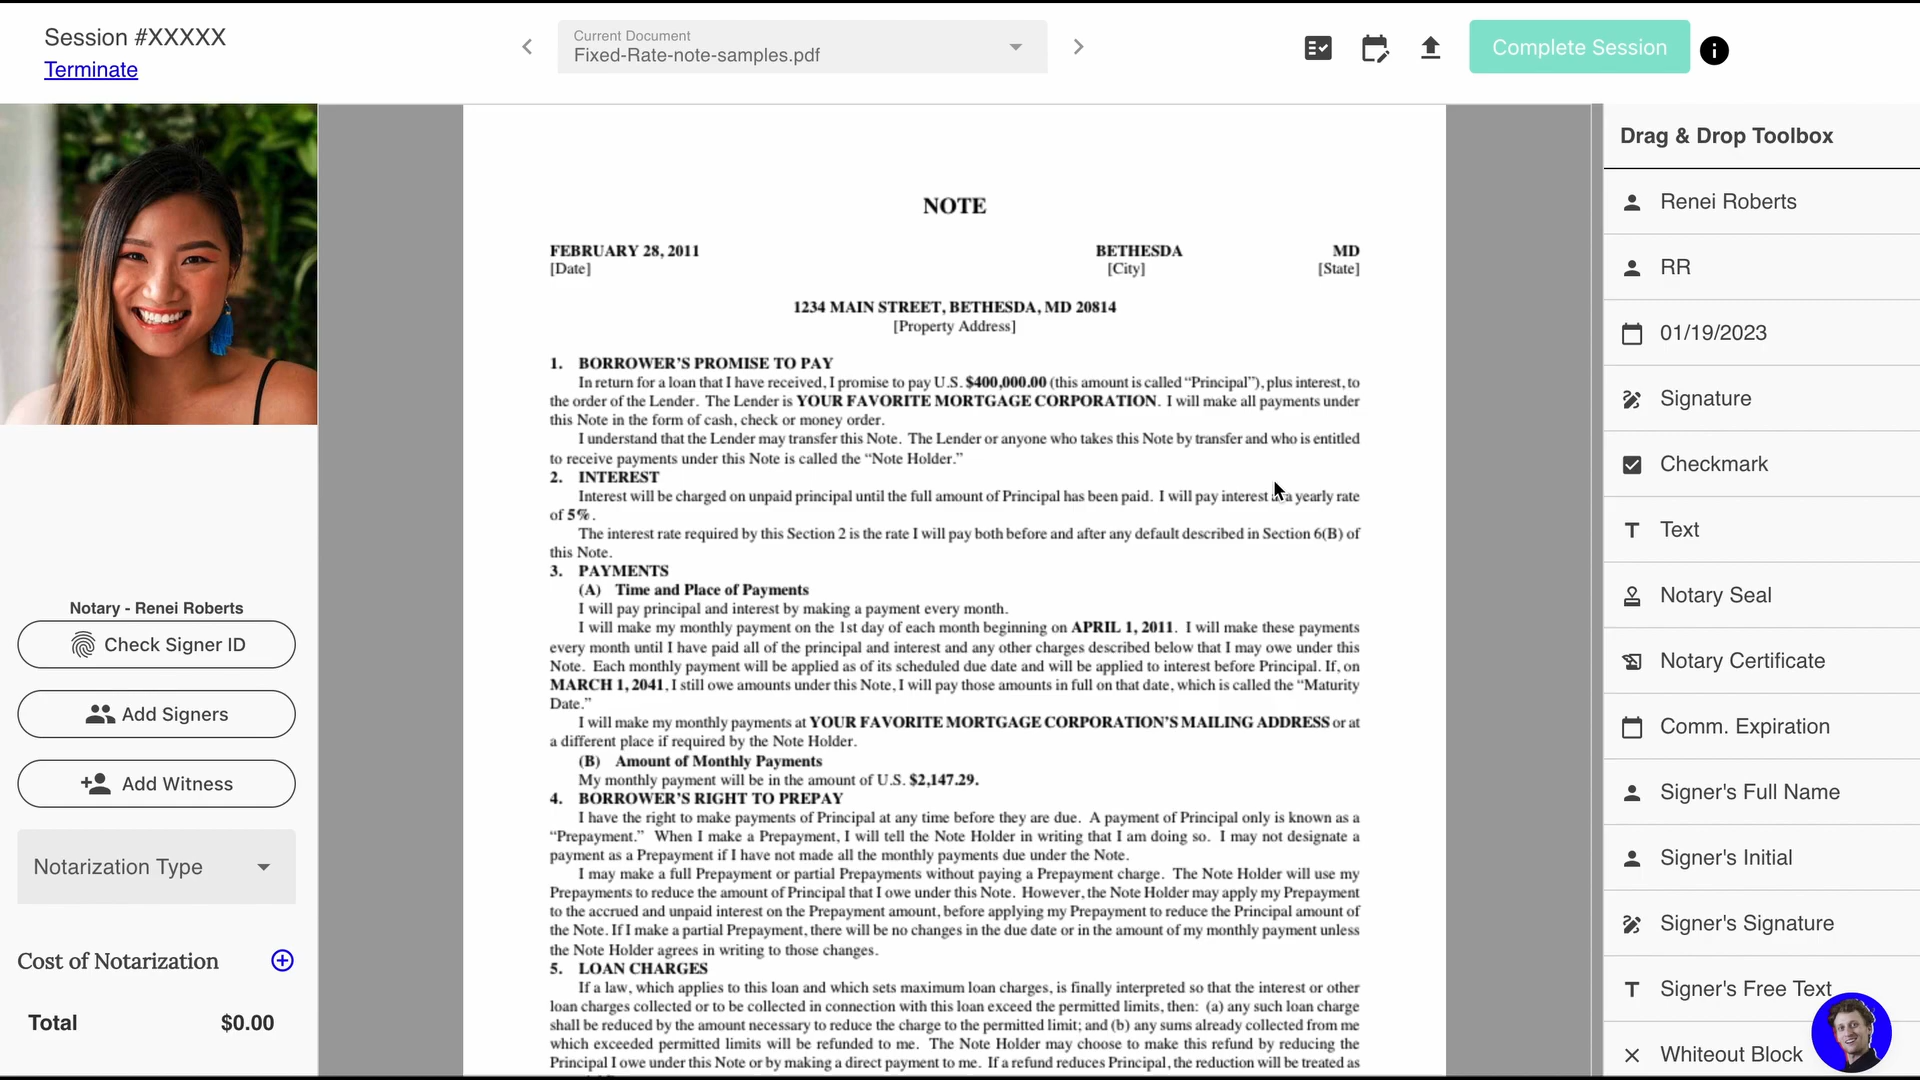 Session #XXXXX
Terminate
Current Document
Fixed-Rate-note-samples.pdf
Complete Session
Notary - Renei Roberts
Check Signer ID
Add Signers
Add Witness
Notarization Type
Cost of Notarization
Total $0.00
NOTE
FEBRUARY 28, 2011 BETHESDA MD
[Date] [City] [State]
1234 MAIN STREET, BETHESDA, MD 20814
[Property Address]
1. BORROWER’S PROMISE TO PAY
In return for a loan that I have received, I promise to pay U.S. $400,000.00 (this amount is called “Principal”), plus interest, to
the order of the Lender. The Lender is YOUR FAVORITE MORTGAGE CORPORATION. I will make all payments under
this Note in the form of cash, check or money order.
I understand that the Lender may transfer this Note. The Lender or anyone who takes this Note by transfer and who is entitled
to receive payments under this Note is called the “Note Holder.”
2. INTEREST
Interest will be charged on unpaid principal until the full amount of Principal has been paid. I will pay interest a yearly rate
of 5%.
The interest rate required by this Section 2 is the rate I will pay both before and after any default described in Section 6(B) of
this Note.
3. PAYMENTS
(A) Time and Place of Payments
I will pay principal and interest by making a payment every month.
I will make my monthly payment on the 1st day of each month beginning on APRIL 1, 2011. I will make these payments
every month until I have paid all of the principal and interest and any other charges described below that I may owe under this
Note. Each monthly payment will be applied as of its scheduled due date and will be applied to interest before Principal. If, on
MARCH 1, 2041, I still owe amounts under this Note, I will pay those amounts in full on that date, which is called the “Maturity
Date.”
I will make my monthly payments at YOUR FAVORITE MORTGAGE CORPORATION’S MAILING ADDRESS or at
a different place if required by the Note Holder.
(B) Amount of Monthly Payments
My monthly payment will be in the amount of U.S. $2,147.29.
4. BORROWER’S RIGHT TO PREPAY
I have the right to make payments of Principal at any time before they are due. A payment of Principal only is known as a
“Prepayment.” When I make a Prepayment, I will tell the Note Holder in writing that I am doing so. I may not designate a
payment as a Prepayment if I have not made all the monthly payments due under the Note.
I may make a full Prepayment or partial Prepayments without paying a Prepayment charge. The Note Holder will use my
Prepayments to reduce the amount of Principal that I owe under this Note. However, the Note Holder may apply my Prepayment
to the accrued and unpaid interest on the Prepayment amount, before applying my Prepayment to reduce the Principal amount of
the Note. If I make a partial Prepayment, there will be no changes in the due date or in the amount of my monthly payment unless
the Note Holder agrees in writing to those changes.
5. LOAN CHARGES
If a law, which applies to this loan and which sets maximum loan charges, is finally interpreted so that the interest or other
loan charges collected or to be collected in connection with this loan exceed the permitted limits, then: (a) any such loan charge
shall be reduced by the amount necessary to reduce the charge to the permitted limit; and (b) any sums already collected from me
which exceeded permitted limits will be refunded to me. The Note Holder may choose to make this refund by reducing the
Principal I owe under this Note or by making a direct payment to me. If a refund reduces Principal, the reduction will be treated as
Drag & Drop Toolbox
Renei Roberts
RR
01/19/2023
Signature
Checkmark
Text
Notary Seal
Notary Certificate
Comm. Expiration
Signer's Full Name
Signer's Initial
Signer's Signature
Signer's Free Text
Whiteout Block